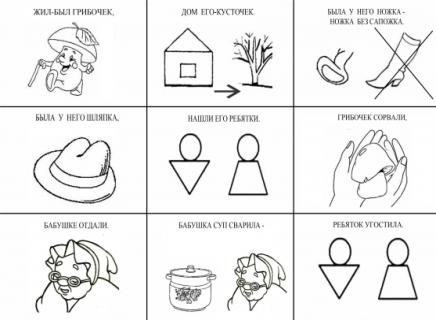 ЖИЛ-БЫЛ ГРИБОЧЕК,
ДОМ ЕГО-КУСТОЧЕК.
БЫЛА У НЕГО НОЖКА -
НОЖКА БЕЗ САПОЖКА.
БЫЛА У НЕГО ШЛЯПКА,
НАШЛИ ЕГО РЕБЯТКИ.
ГРИБОЧЕК СОРВАЛИ,
БАБУШКЕ ОТДАЛИ.
БАБУШКА СУП СВАРИЛА -
РЕБЯТОК УГОСТИЛА.